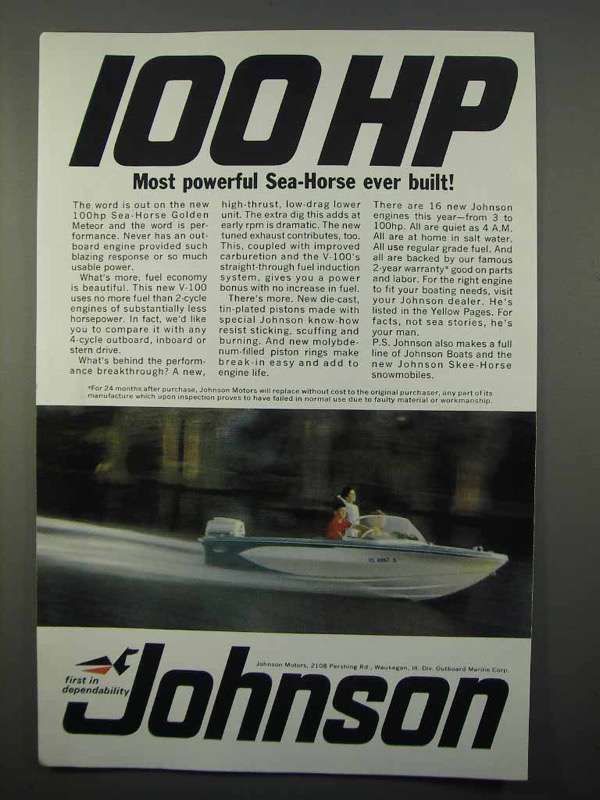 100 HP
Most powerful Sea-Horse ever built!
The word is out on the new
100hp Sea-Horse Golden
Meteor and the word is per-
formance. Never has an out-
board engine provided such
blazing response or so much
usable power.
What's more, fuel economy
is beautiful. This new V-100
uses no more fuel than 2-cycle
engines of substantially less
horsepower. In fact, we'd like
you to compare it with any
4-cycle outboard, inboard or
stern drive.
What's behind the perform-
ance breakthrough? A new,
high-thrust, low-drag lower
unit. The extra dig this adds at
early rpm is dramatic. The new
tuned exhaust contributes, too.
This, coupled with improved
carburetion and the V-100's
straight-through fuel induction
system, gives you a power
bonus with no increase in fuel.
There's more. New die-cast,
tin-plated pistons made with
special Johnson know-how
resist sticking, scuffing and
burning. And new molybde-
num-filled piston rings make
break-in easy and add to
engine life.
There are 16 new Johnson
engines this year—from 3 to
100hp. All are quiet as 4 A.M.
All are at home in salt water.
All use regular grade fuel. And
all are backed by our famous
2-year warranty* good on parts
and labor. For the right engine
to fit your boating needs, visit
your Johnson dealer. He's
listed in the Yellow Pages. For
facts, not sea stories, he's
your man.
P.S. Johnson also makes a full
line of Johnson Boats and the
new Johnson Skee-Horse
snowmobiles.
*For 24 months after purchase, Johnson Motors will replace without cost to the original purchaser, any part of its
manufacture which upon inspection proves to have failed in normal use due to faulty material or workmanship.
Johnson Motors, 2108 Pershing Rd., Waukegan, Ill. Div. Outboard Marine Corp.
first in
dependability
Johnson